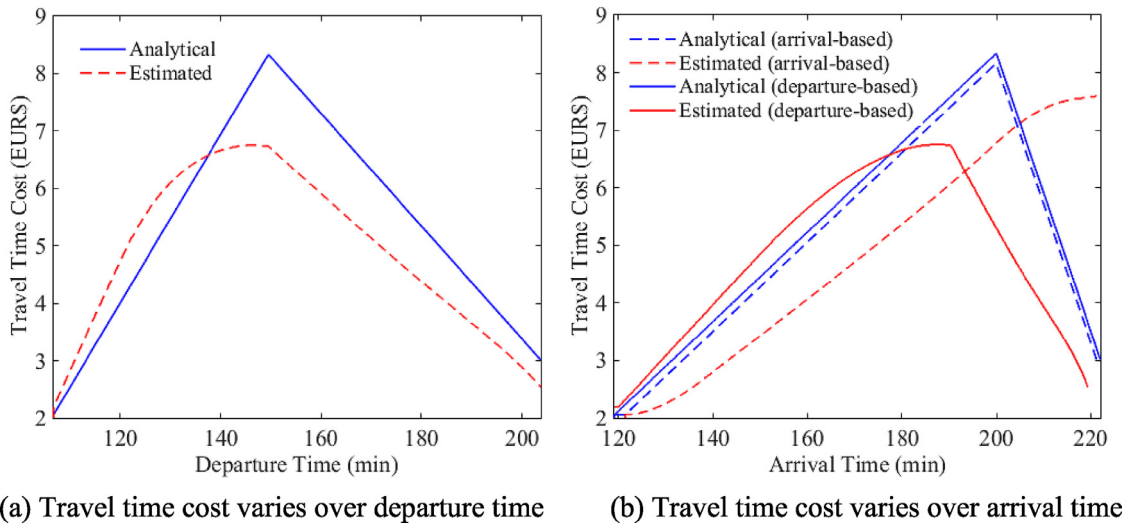 9
8
7
6
5
4
3
2
Travel Time Cost (EURS)
Analytical
Estimated
120 140 160 180 200
Departure Time (min)
(a) Travel time cost varies over departure time
9
8
7
6
5
4
3
2
Travel Time Cost (EURS)
Analytical (arrival-based)
Estimated (arrival-based)
Analytical (departure-based)
Estimated (departure-based)
120 140 160 180 200 220
Arrival Time (min)
(b) Travel time cost varies over arrival time